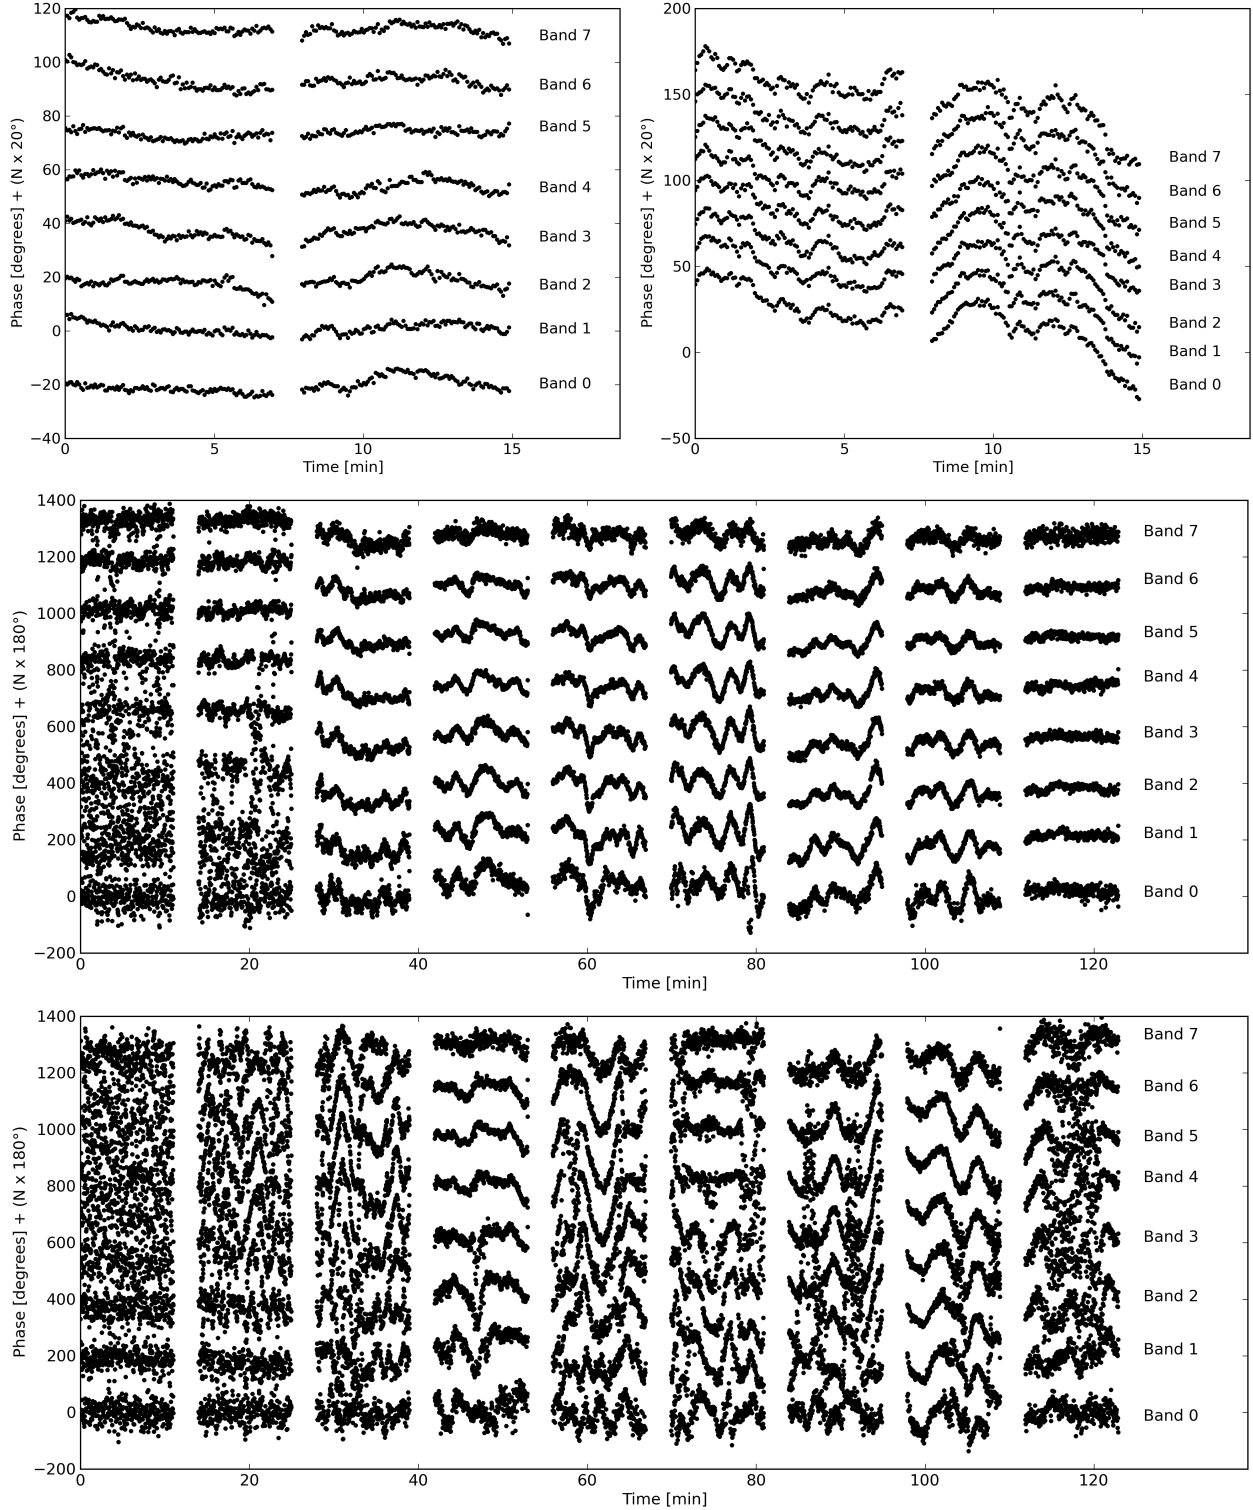 120
100
80
60
40
20
0
−20
−40
Phase [degrees] + (N x 20°)
Band 7
Band 6
Band 5
Band 4
Band 3
Band 2
Band 1
Band 0
0 5 10 15
Time [min]
200
150
100
50
0
−50
Phase [degrees] + (N x 20°)
Band 7
Band 6
Band 5
Band 4
Band 3
Band 2
Band 1
Band 0
0 5 10 15
Time [min]
1400
1200
1000
800
600
400
200
0
−200
Phase [degrees] + (N x 180°)
Band 7
Band 6
Band 5
Band 4
Band 3
Band 2
Band 1
Band 0
0 20 40 60 80 100 120
Time [min]
1400
1200
1000
800
600
400
200
0
−200
Phase [degrees] + (N x 180°)
Band 7
Band 6
Band 5
Band 4
Band 3
Band 2
Band 1
Band 0
0 20 40 60 80 100 120
Time [min]